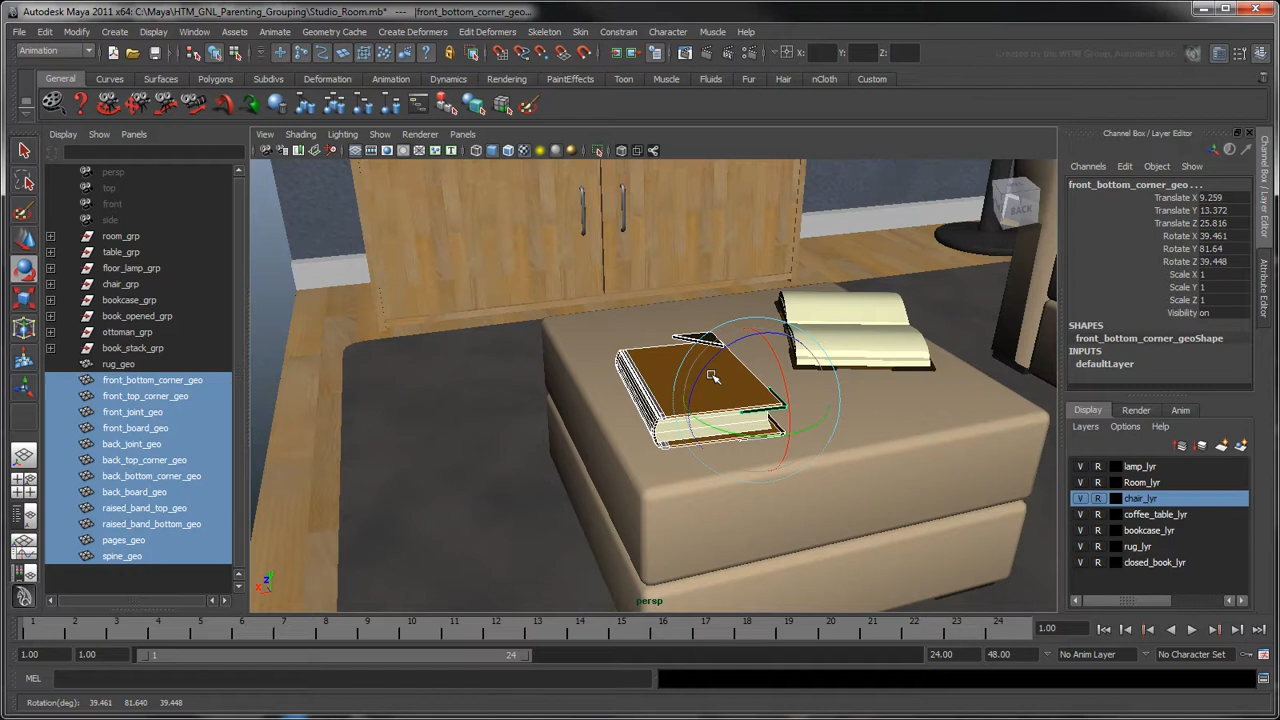 Autodesk Maya 2011 x64: C:\Maya\HTM_GNL_Parenting_Grouping\Studio_Room.mb* --- |front_bottom_corner_geo...
File Edit Modify Create Display Window Assets Animate Geometry Cache Create Deformers Edit Deformers Skeleton Skin Constrain Character Muscle Help
Animation X: Y: Z:
General Curves Surfaces Polygons Subdivs Deformation Animation Dynamics Rendering PaintEffects Toon Muscle Fluids Fur Hair nCloth Custom
Display Show Panels
View Shading Lighting Show Renderer Panels
Channel Box / Layer Editor
Channels Edit Object Show
persp
top
front
side
room_grp
table_grp
floor_lamp_grp
chair_grp
bookcase_grp
book_opened_grp
ottoman_grp
book_stack_grp
rug_geo
front_bottom_corner_geo
front_top_corner_geo
front_joint_geo
front_board_geo
back_joint_geo
back_top_corner_geo
back_bottom_corner_geo
back_board_geo
raised_band_top_geo
raised_band_bottom_geo
pages_geo
spine_geo
BACK
persp
front_bottom_corner_geo ...
Translate X 9.259
Translate Y 13.372
Translate Z 25.816
Rotate X 39.461
Rotate Y 81.64
Rotate Z 39.448
Scale X 1
Scale Y 1
Scale Z 1
Visibility on
SHAPES
front_bottom_corner_geoShape
INPUTS
defaultLayer
Display Render Anim
Layers Options Help
V R lamp_lyr
V R Room_lyr
V R chair_lyr
V R coffee_table_lyr
V R bookcase_lyr
V R rug_lyr
V R closed_book_lyr
Channel Box / Layer Editor
Attribute Editor
1 2 3 4 5 6 7 8 9 10 11 12 13 14 15 16 17 18 19 20 21 22 23 24 1.00
1.00 1.00 1 24 24.00 48.00 No Anim Layer No Character Set
MEL
Rotation(deg): 39.461 81.640 39.448